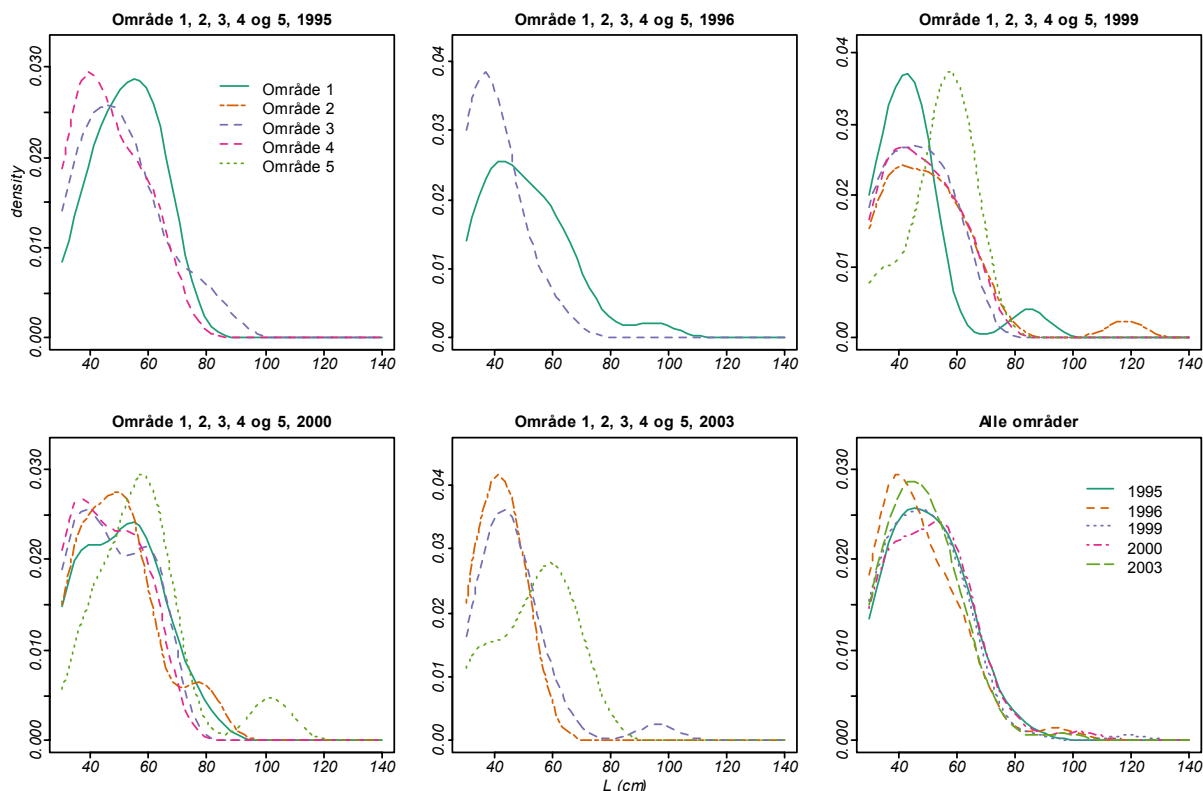 Område 1, 2, 3, 4 og 5, 1995
density
0.030
0.020
0.010
0.000
40 60 80 100 120 140
Område 1
Område 2
Område 3
Område 4
Område 5
Område 1, 2, 3, 4 og 5, 1996
0.04
0.03
0.02
0.01
0.00
40 60 80 100 120 140
Område 1, 2, 3, 4 og 5, 1999
0.04
0.03
0.02
0.01
0.00
40 60 80 100 120 140
Område 1, 2, 3, 4 og 5, 2000
0.030
0.020
0.010
0.000
40 60 80 100 120 140
Område 1, 2, 3, 4 og 5, 2003
0.04
0.03
0.02
0.01
0.00
40 60 80 100 120 140
L (cm)
Alle områder
0.030
0.020
0.010
0.000
40 60 80 100 120 140
1995
1996
1999
2000
2003